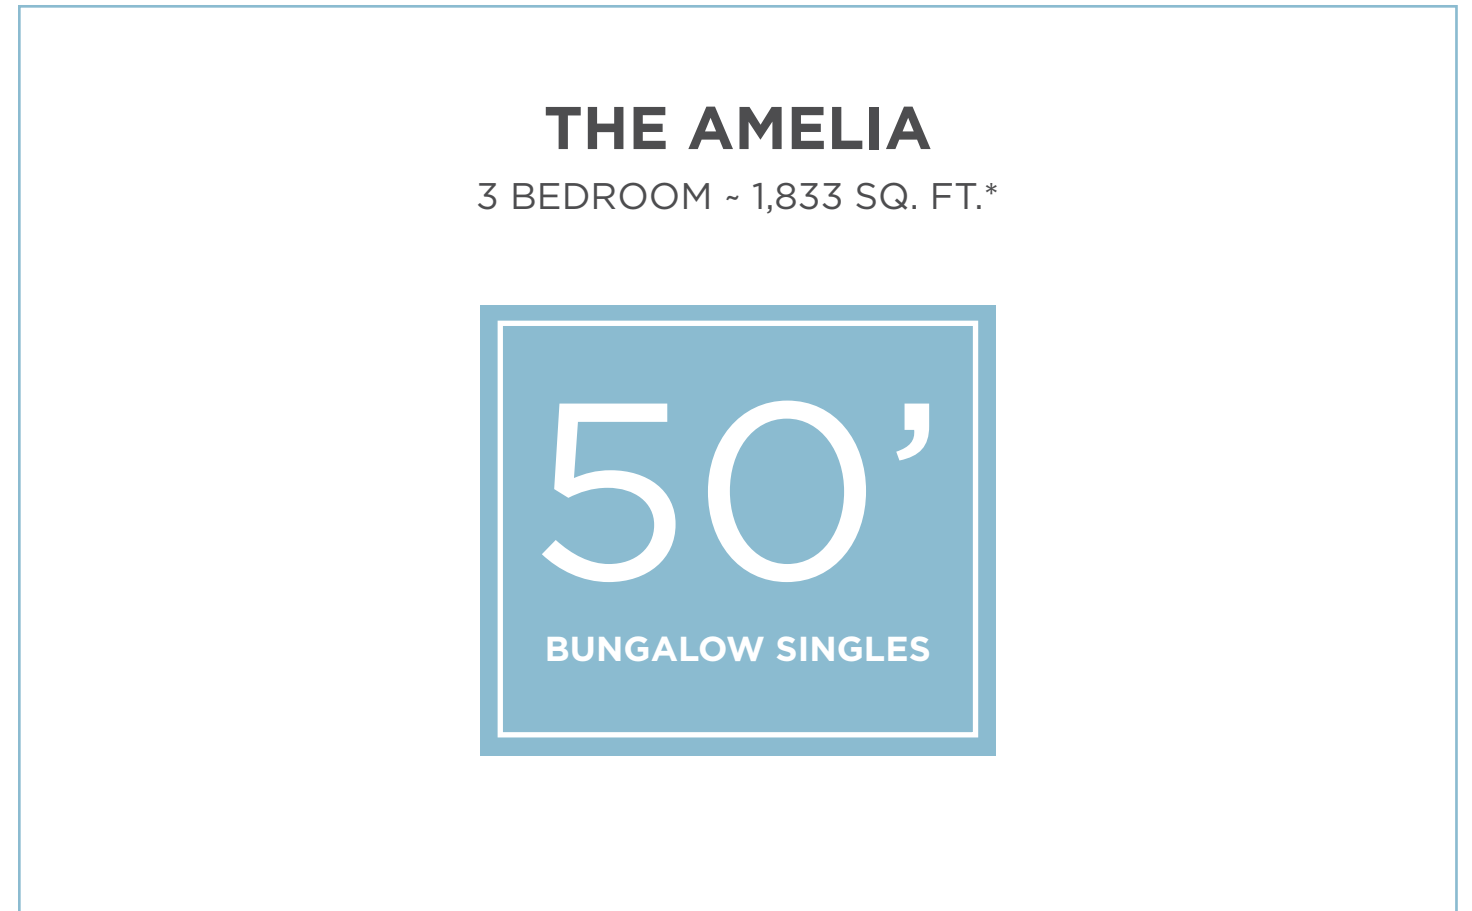 THE AMELIA
3 BEDROOM ~ 1,833 SQ. FT.*
50’
BUNGALOW SINGLES